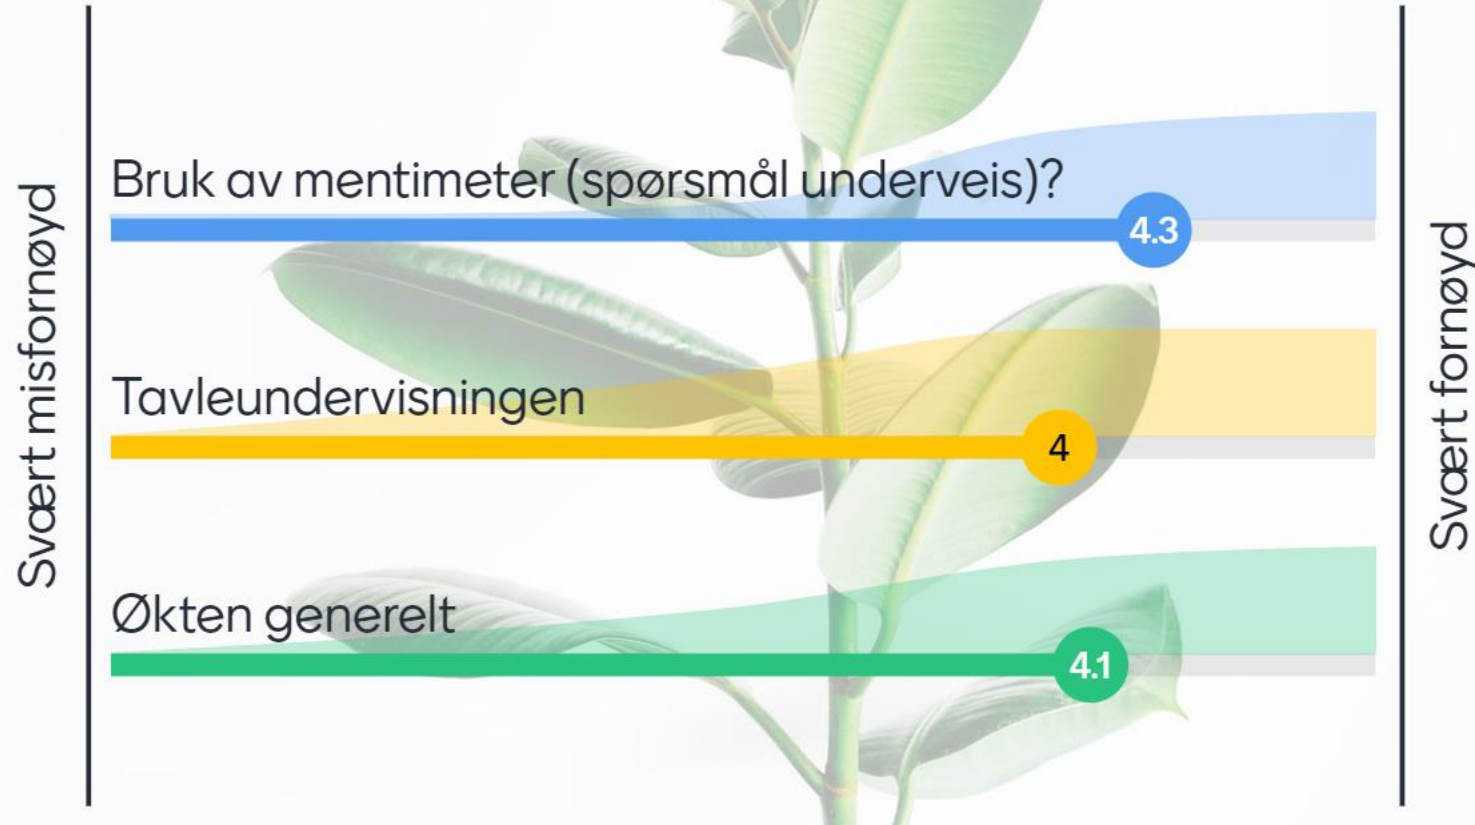 Svært misfornøyd
Bruk av mentimeter (spørsmål underveis)?
4.3
Tavleundervisningen
4
Økten generelt
4.1
Svært fornøyd